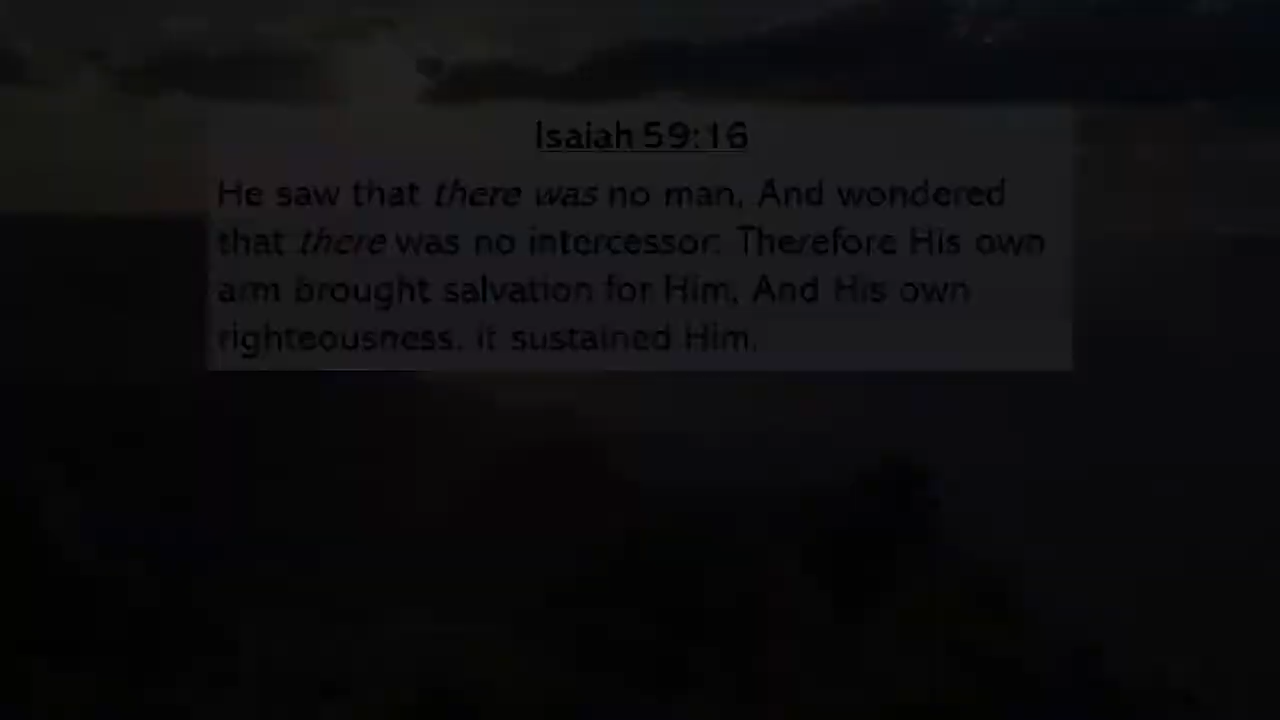 Isaiah 59:16
He saw that there was no man, And wondered
that there was no intercessor; Therefore His own
arm brought salvation for Him, And His own
righteousness, it sustained Him.